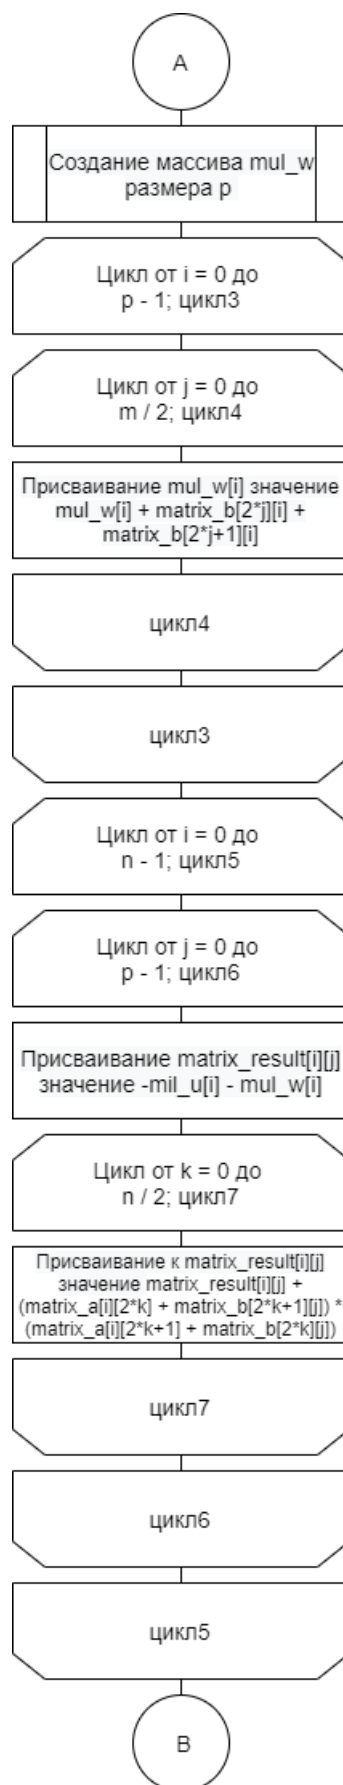 А
Создание массива mul_w
размера p
Цикл от i = 0 до
p - 1; цикл3
Цикл от j = 0 до
m / 2; цикл4
Присваивание mul_w[i] значение
mul_w[i] + matrix_b[2*j][i] +
matrix_b[2*j+1][i]
цикл4
цикл3
Цикл от i = 0 до
n - 1; цикл5
Цикл от j = 0 до
p - 1; цикл6
Присваивание matrix_result[i][j]
значение -mil_u[i] - mul_w[i]
Цикл от k = 0 до
n / 2; цикл7
Присваивание к matrix_result[i][j]
значение matrix_result[i][j] +
(matrix_a[i][2*k] + matrix_b[2*k+1][j]) *
(matrix_a[i][2*k+1] + matrix_b[2*k][j])
цикл7
цикл6
цикл5
В